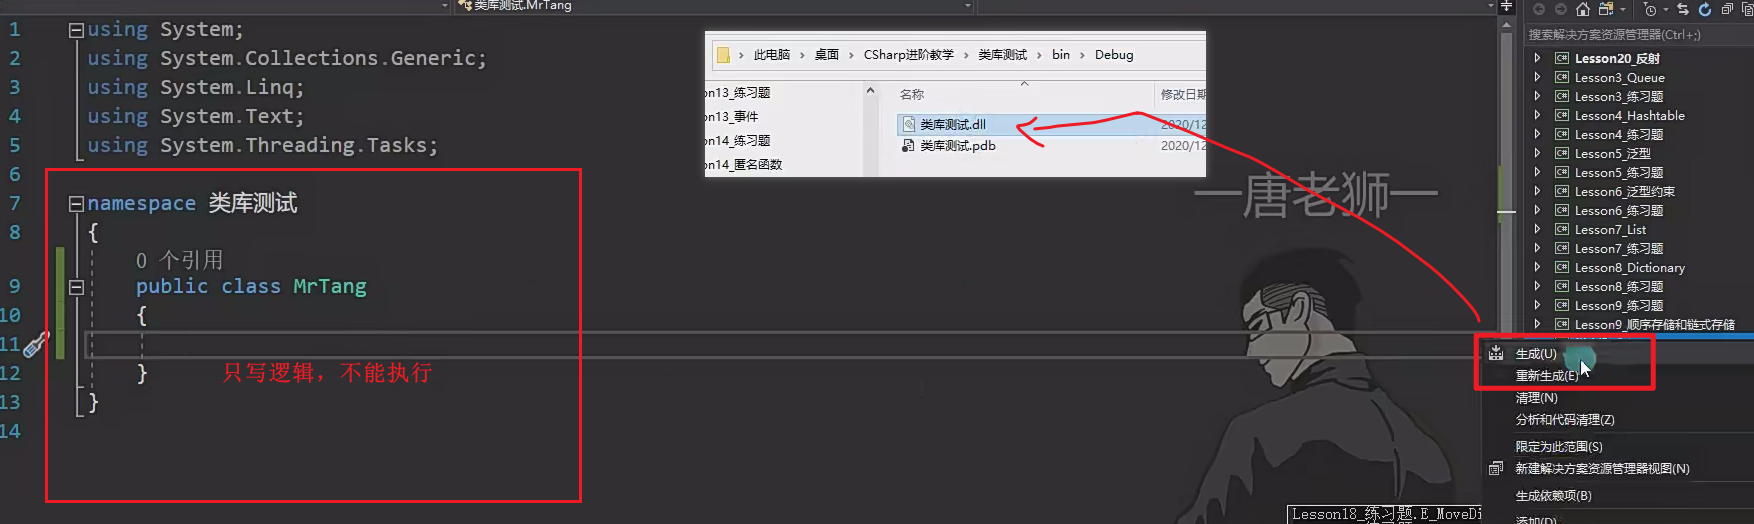 类库测试.MrTang
1 using System;
2 using System.Collections.Generic;
3 using System.Linq;
4 using System.Text;
5 using System.Threading.Tasks;
6
7 namespace 类库测试
8 {
0 个引用
9 public class MrTang
10 {
11
12 }
只写逻辑，不能执行
13 }
14
此电脑 > 桌面 > CSharp进阶教学 > 类库测试 > bin > Debug
名称 修改日期
on13_练习题
on13_事件
on14_练习题
on14_匿名函数
类库测试.dll 2020/12
类库测试.pdb 2020/12
—唐老狮—
搜索解决方案资源管理器(Ctrl+;)
Lesson20_反射
Lesson3_Queue
Lesson3_练习题
Lesson4_Hashtable
Lesson4_练习题
Lesson5_泛型
Lesson5_练习题
Lesson6_泛型约束
Lesson6_练习题
Lesson7_List
Lesson7_练习题
Lesson8_Dictionary
Lesson8_练习题
Lesson9_练习题
Lesson9_顺序存储和链式存储
生成(U)
重新生成(E)
清理(N)
分析和代码清理(Z)
限定为此范围(S)
新建解决方案资源管理器视图(N)
生成依赖项(B)
添加(D)
Lesson18_练习题.E_MoveDi